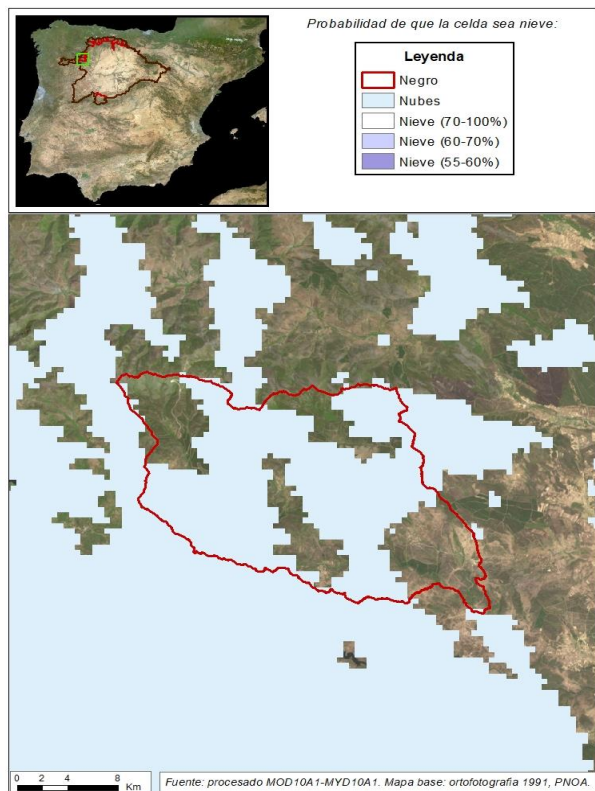 Probabilidad de que la celda sea nieve:
Leyenda
Negro
Nubes
Nieve (70-100%)
Nieve (60-70%)
Nieve (55-60%)
0 2 4 8
Km
Fuente: procesado MOD10A1-MYD10A1. Mapa base: ortofotografia 1991, PNOA.